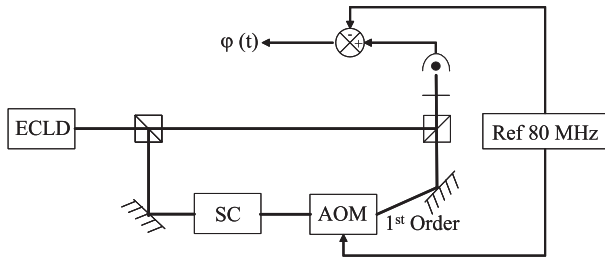 φ (t)
-
+
ECLD
Ref 80 MHz
SC
AOM
1st Order